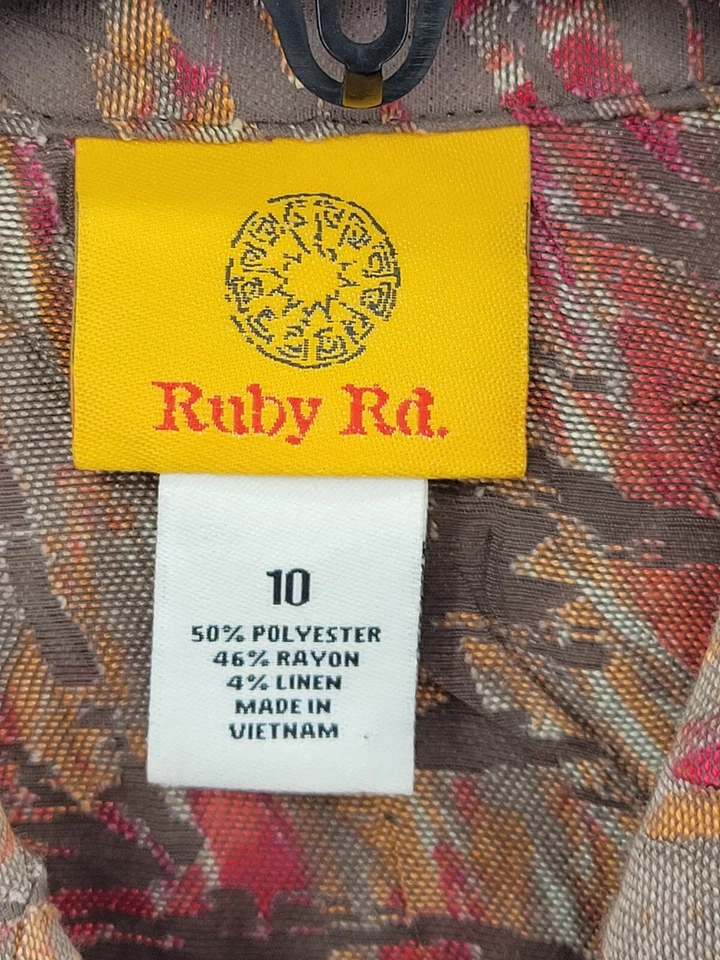 Ruby Rd.
10
50% POLYESTER
46% RAYON
4% LINEN
MADE IN
VIETNAM